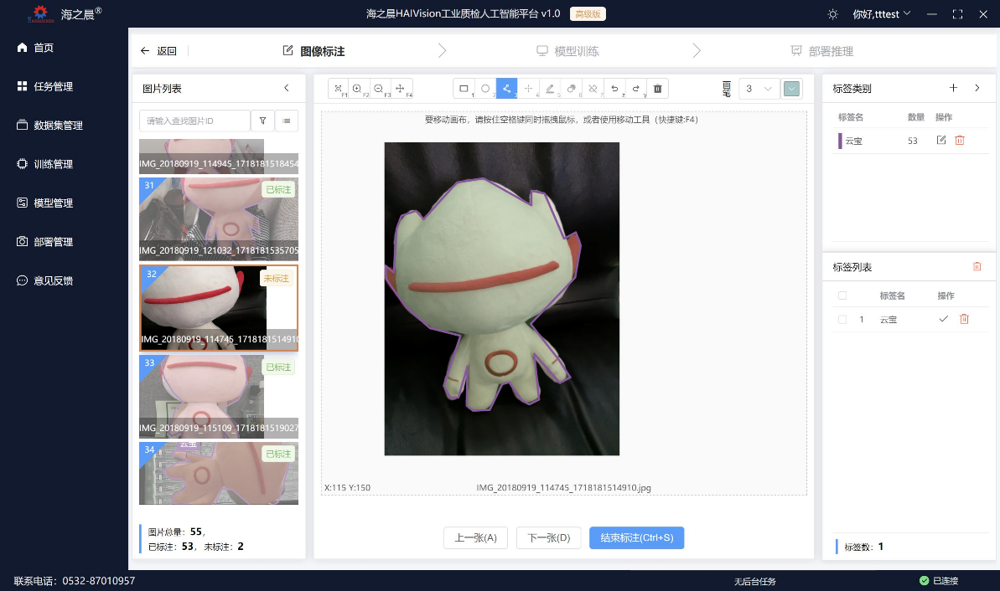 海之晨®
海之晨HAIVision工业质检人工智能平台 v1.0
高级版
你好,tttest
首页
任务管理
数据集管理
训练管理
模型管理
部署管理
意见反馈
返回
图像标注
模型训练
部署推理
图片列表
请输入查找图片ID
IMG_20180919_114945_1718181518454
31
已标注
IMG_20180919_121032_1718181535705
32
未标注
IMG_20180919_114745_1718181514910
33
已标注
IMG_20180919_115109_1718181519027
34
云宝
已标注
图片总量：55，
已标注：53， 未标注：2
F1
F2
F3
F4
1
2
4
5
6
7
z
y
画笔
3
要移动画布，请按住空格键同时拖拽鼠标，或者使用移动工具（快捷键:F4）
X:115 Y:150
IMG_20180919_114745_1718181514910.jpg
上一张(A)
下一张(D)
结束标注(Ctrl+S)
标签类别
标签名 数量 操作
云宝 53
标签列表
标签名 操作
1 云宝
标签数：1
联系电话：0532-87010957
无后台任务
已连接